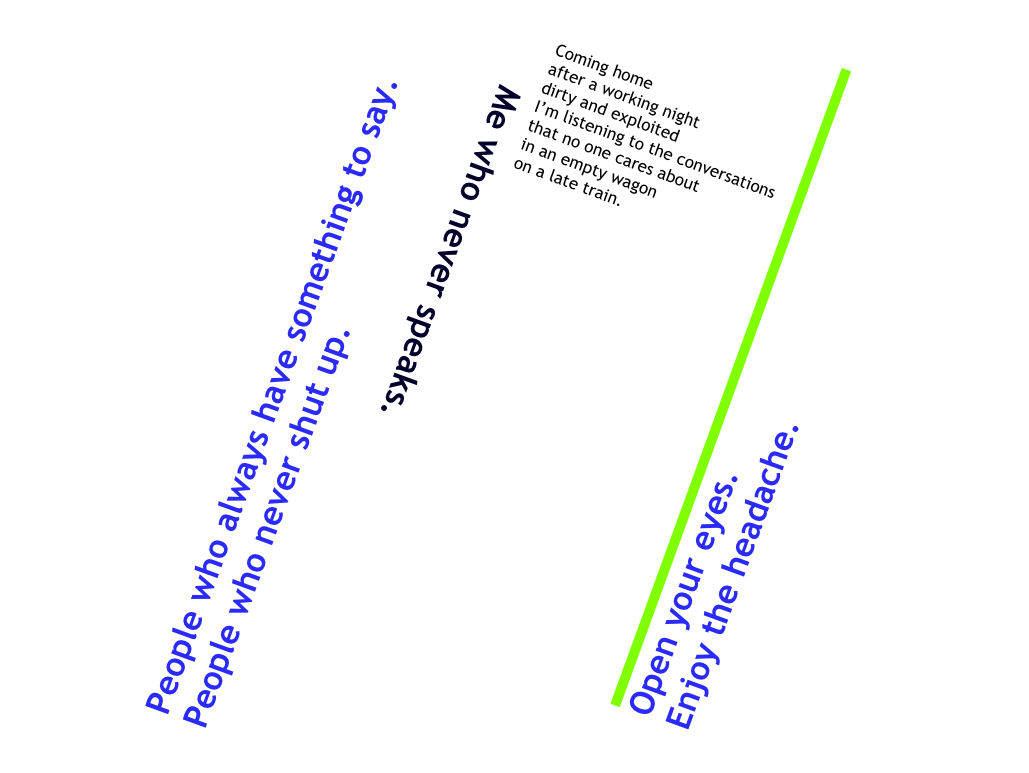 People who always have something to say.
People who never shut up.
Me who never speaks.
Coming home
after a working night
dirty and exploited
I'm listening to the conversations
that no one cares about
in an empty wagon
on a late train.
Open your eyes.
Enjoy the headache.